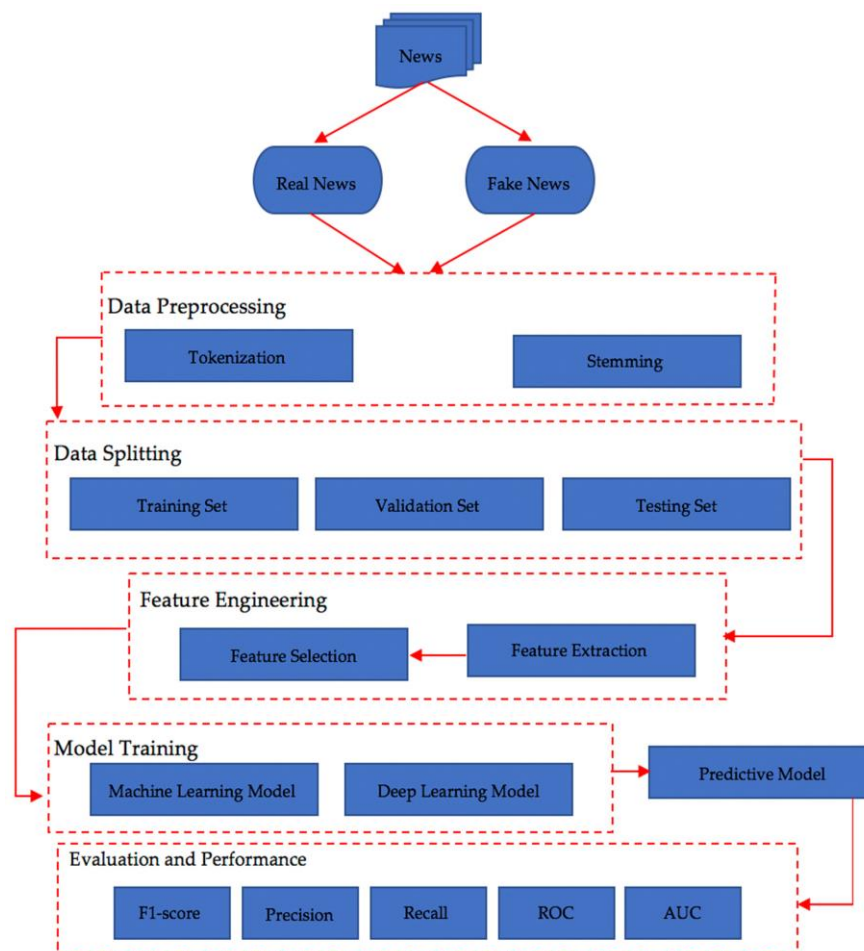 News
Real News
Fake News
Data Preprocessing
Tokenization
Stemming
Data Splitting
Training Set
Validation Set
Testing Set
Feature Engineering
Feature Selection
Feature Extraction
Model Training
Machine Learning Model
Deep Learning Model
Predictive Model
Evaluation and Performance
F1-score
Precision
Recall
ROC
AUC